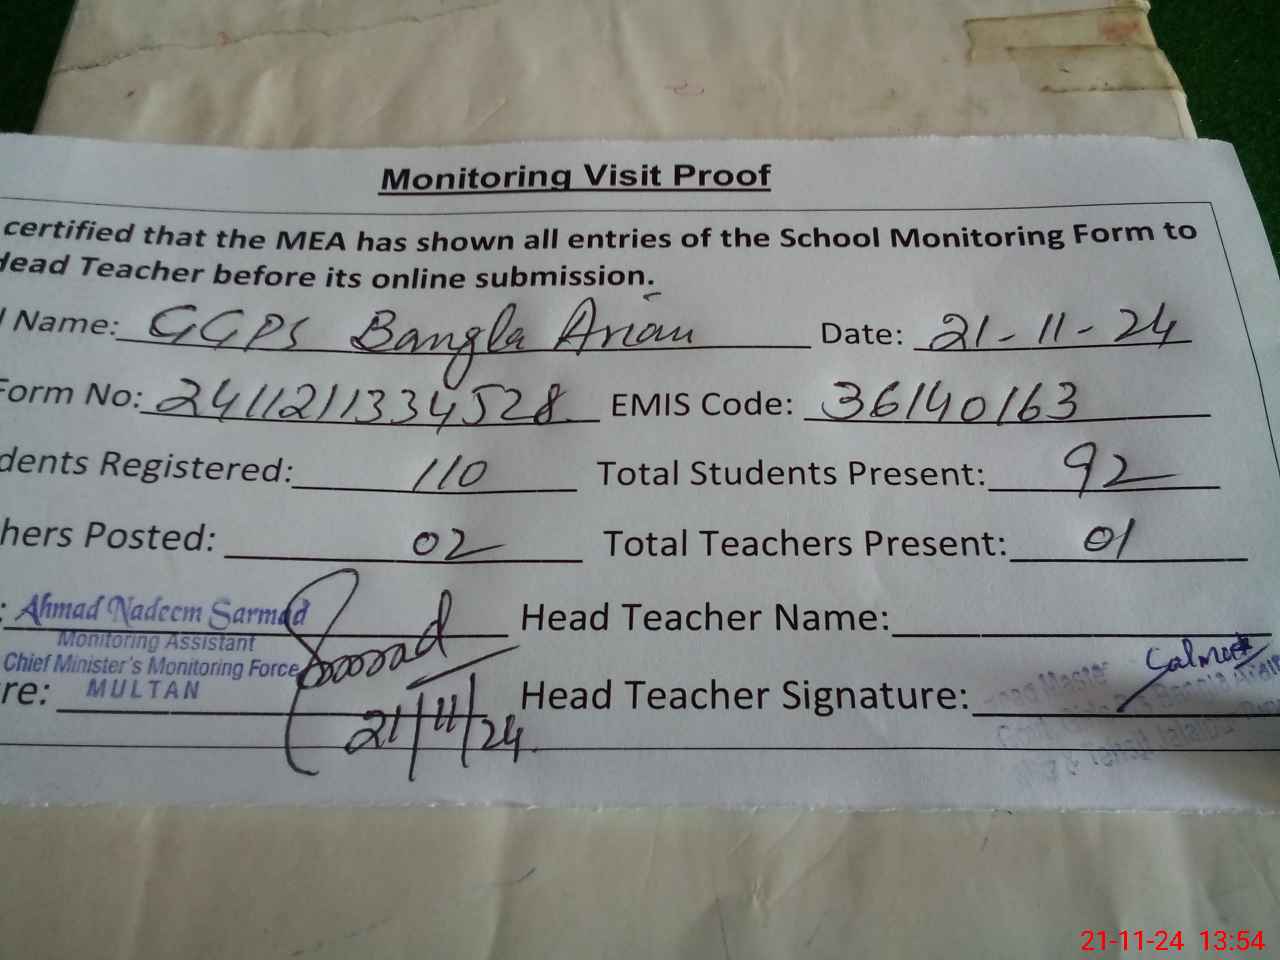 Monitoring Visit Proof
certified that the MEA has shown all entries of the School Monitoring Form to
Head Teacher before its online submission.
l Name: GGPS Bangla Arian Date: 21-11-24
Form No: 2411211334528 EMIS Code: 36140163
dents Registered: 110 Total Students Present: 92
hers Posted: 02 Total Teachers Present: 01
: Ahmad Nadeem Sarmad Head Teacher Name:
Monitoring Assistant
Chief Minister's Monitoring Force
re: MULTAN Head Teacher Signature:
21/11/24
21-11-24 13:54